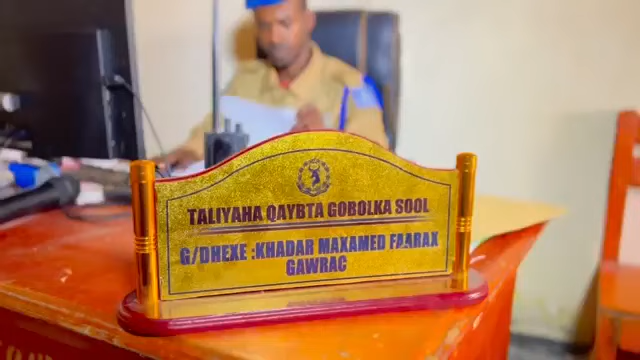 TALIYAHA QAYBTA GOBOLKA SOOL
G/DHEXE :KHADAR MAXAMED FAARAX
GAWRAC